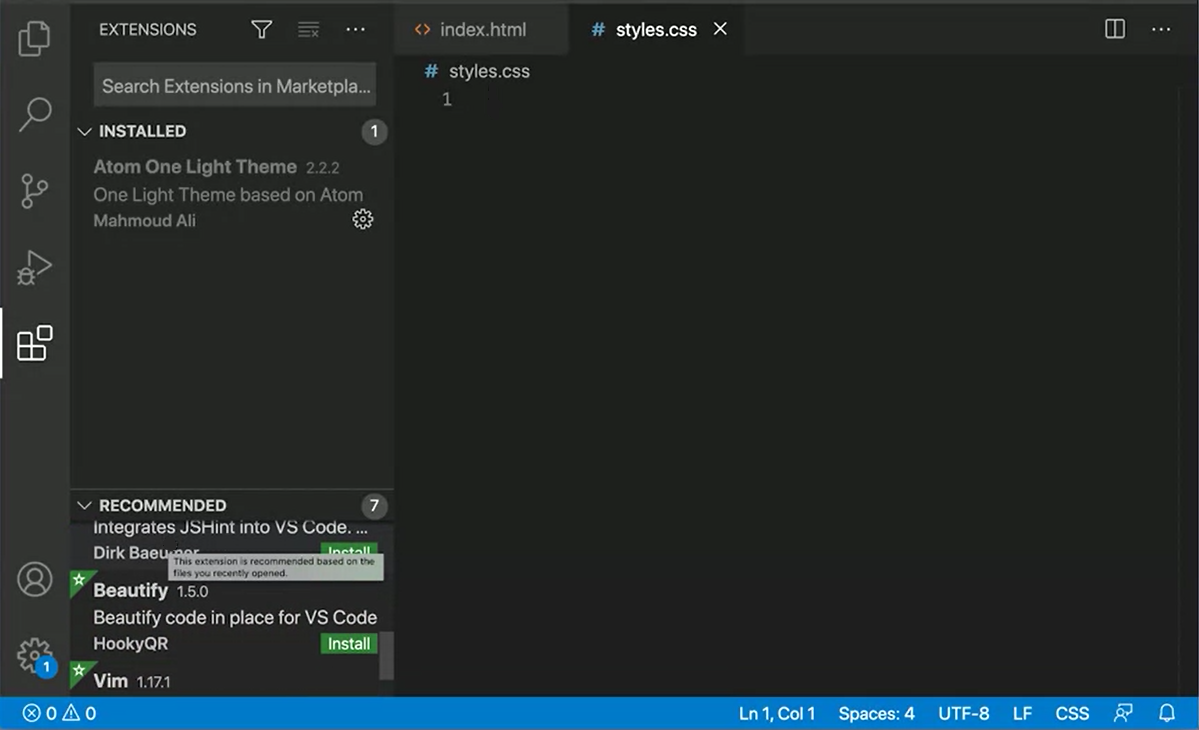 EXTENSIONS
index.html
# styles.css
Search Extensions in Marketpla...
# styles.css
1
INSTALLED
1
Atom One Light Theme 2.2.2
One Light Theme based on Atom
Mahmoud Ali
RECOMMENDED
7
Integrates JSHint into VS Code. ...
Dirk Baeumer
Install
This extension is recommended based on the
files you recently opened.
Beautify 1.5.0
Beautify code in place for VS Code
HookyQR
Install
Vim 1.17.1
1
0 0
Ln 1, Col 1
Spaces: 4
UTF-8
LF
CSS